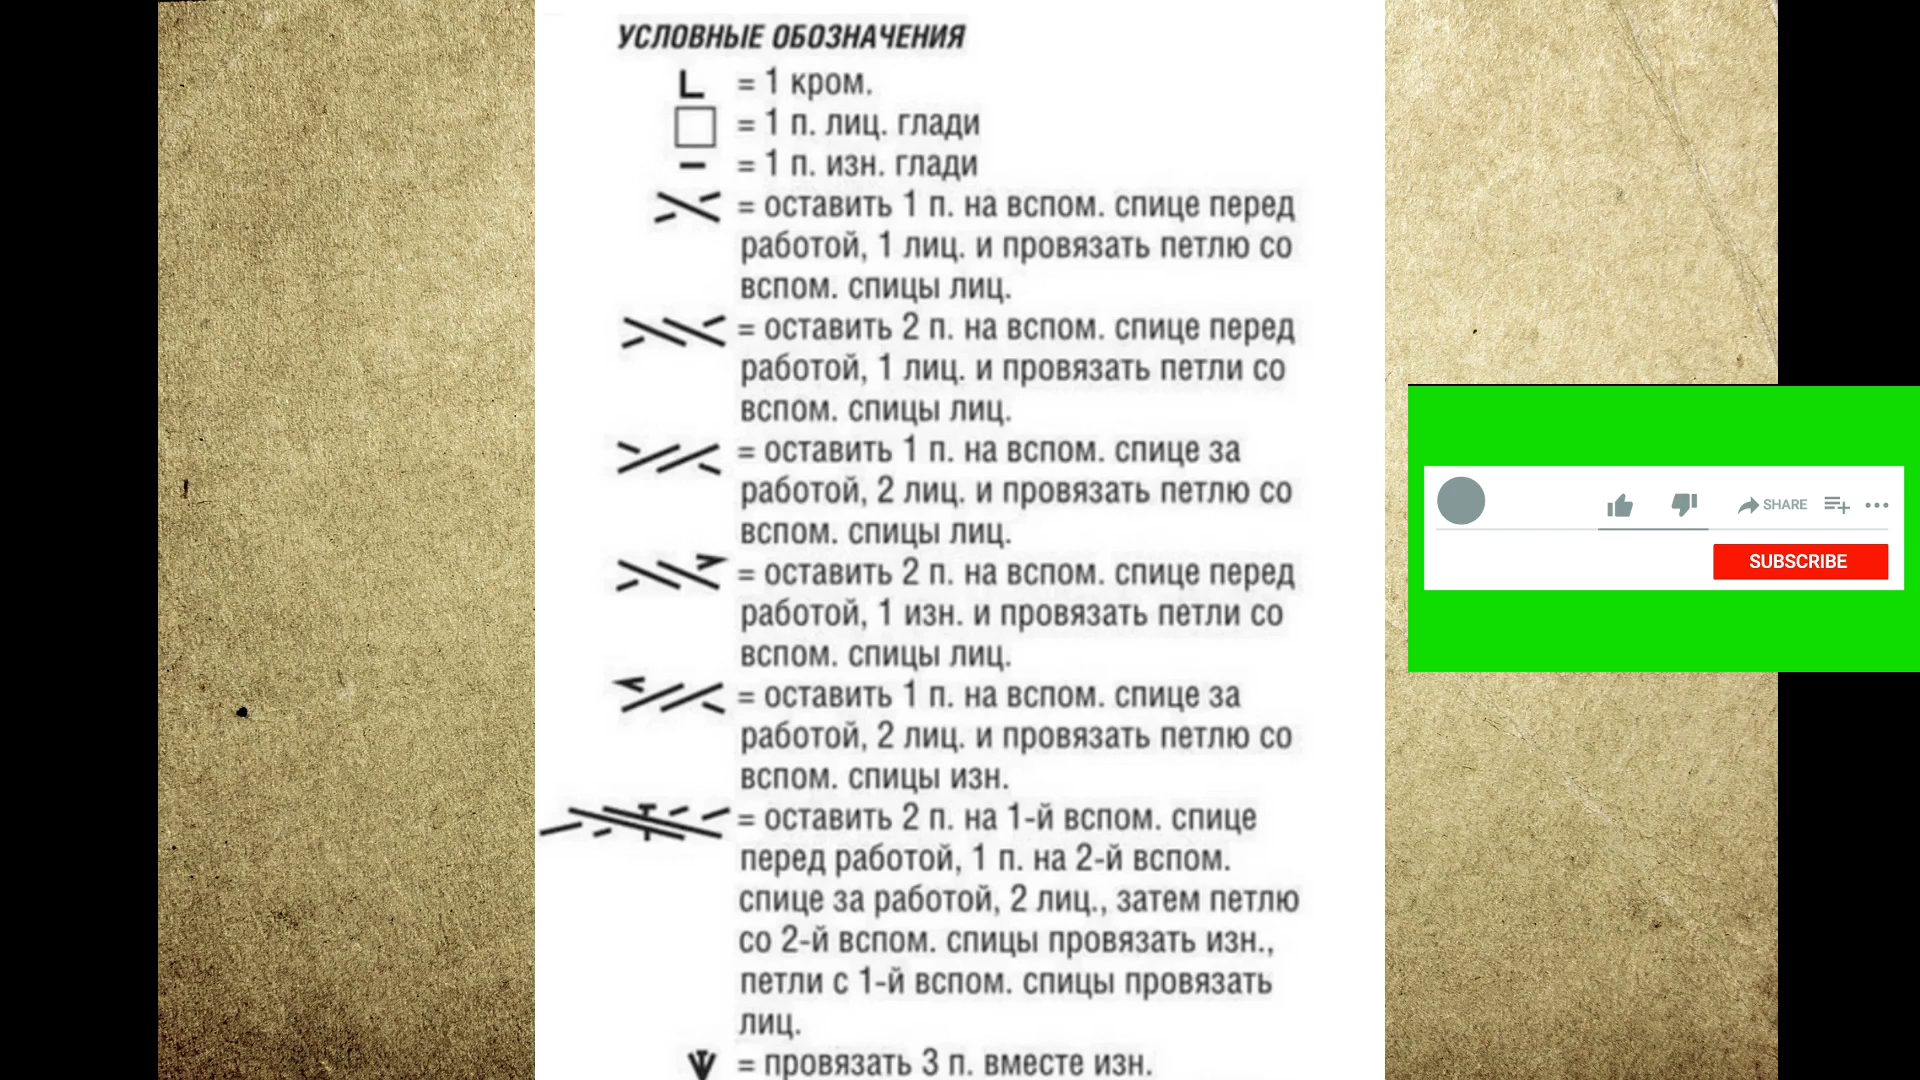 УСЛОВНЫЕ ОБОЗНАЧЕНИЯ
= 1 кром.
= 1 п. лиц. глади
= 1 п. изн. глади
= оставить 1 п. на вспом. спице перед
работой, 1 лиц. и провязать петлю со
вспом. спицы лиц.
= оставить 2 п. на вспом. спице перед
работой, 1 лиц. и провязать петли со
вспом. спицы лиц.
= оставить 1 п. на вспом. спице за
работой, 2 лиц. и провязать петлю со
вспом. спицы лиц.
= оставить 2 п. на вспом. спице перед
работой, 1 изн. и провязать петли со
вспом. спицы лиц.
= оставить 1 п. на вспом. спице за
работой, 2 лиц. и провязать петлю со
вспом. спицы изн.
= оставить 2 п. на 1-й вспом. спице
перед работой, 1 п. на 2-й вспом.
спице за работой, 2 лиц., затем петлю
со 2-й вспом. спицы провязать изн.,
петли с 1-й вспом. спицы провязать
лиц.
= провязать 3 п. вместе изн.
SHARE
SUBSCRIBE